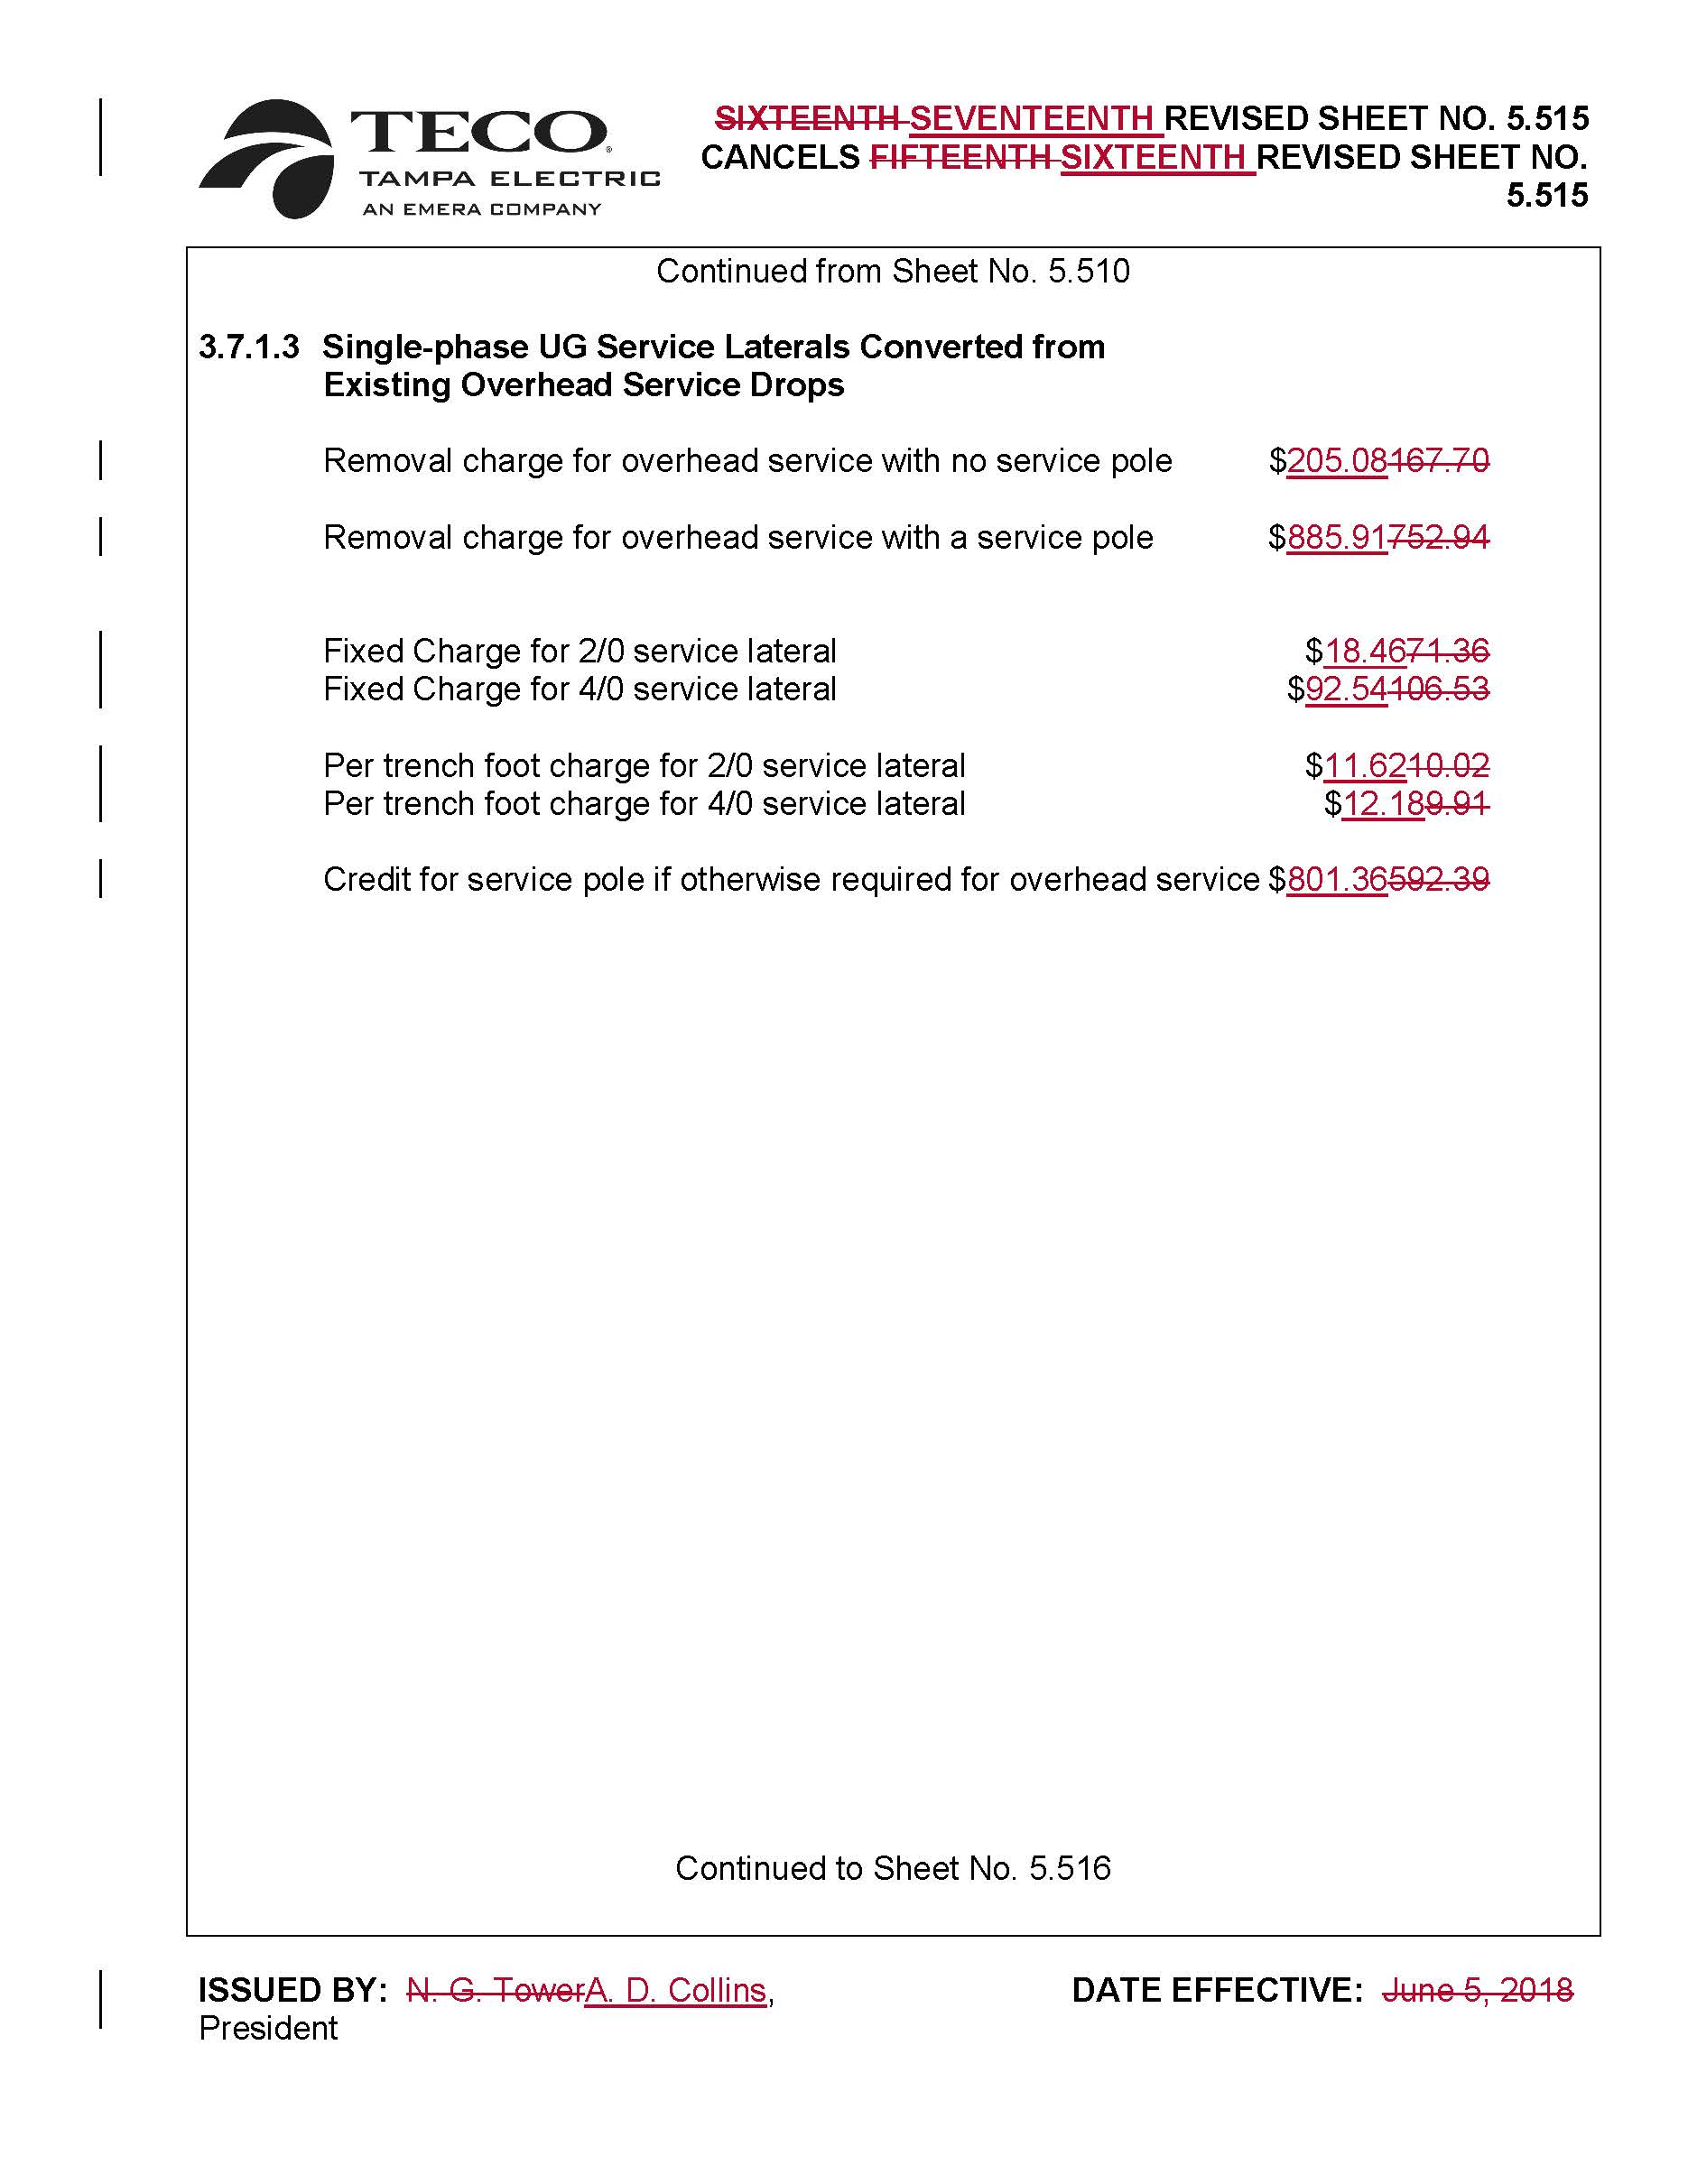 TECO®
TAMPA ELECTRIC
AN EMERA COMPANY
SIXTEENTH SEVENTEENTH REVISED SHEET NO. 5.515
CANCELS FIFTEENTH SIXTEENTH REVISED SHEET NO.
5.515
Continued from Sheet No. 5.510
3.7.1.3 Single-phase UG Service Laterals Converted from
Existing Overhead Service Drops
Removal charge for overhead service with no service pole $205.08167.70
Removal charge for overhead service with a service pole $885.91752.94
Fixed Charge for 2/0 service lateral $18.4671.36
Fixed Charge for 4/0 service lateral $92.54106.53
Per trench foot charge for 2/0 service lateral $11.6210.02
Per trench foot charge for 4/0 service lateral $12.189.91
Credit for service pole if otherwise required for overhead service $801.36592.39
Continued to Sheet No. 5.516
ISSUED BY: N. G. TowerA. D. Collins, DATE EFFECTIVE: June 5, 2018
President